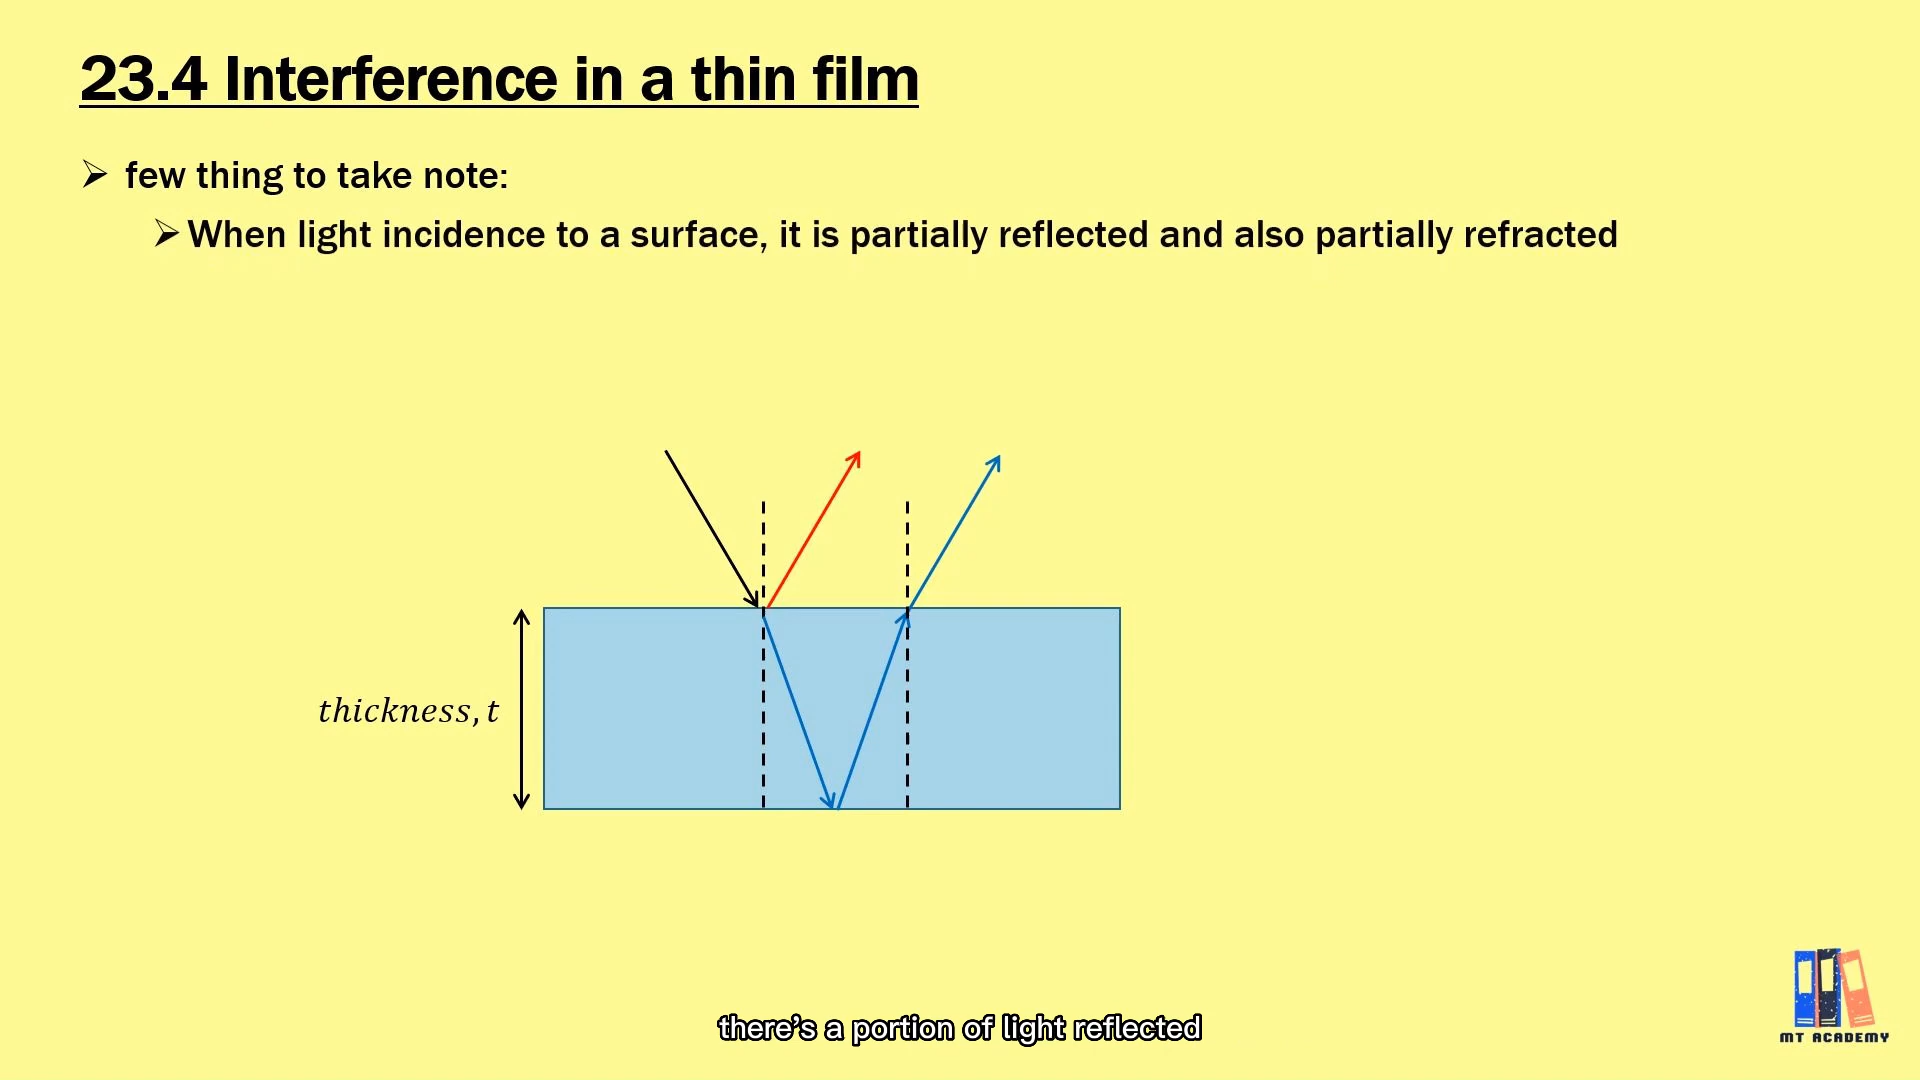 23.4 Interference in a thin film
few thing to take note:
When light incidence to a surface, it is partially reflected and also partially refracted
thickness, t
there's a portion of light reflected
MT ACADEMY